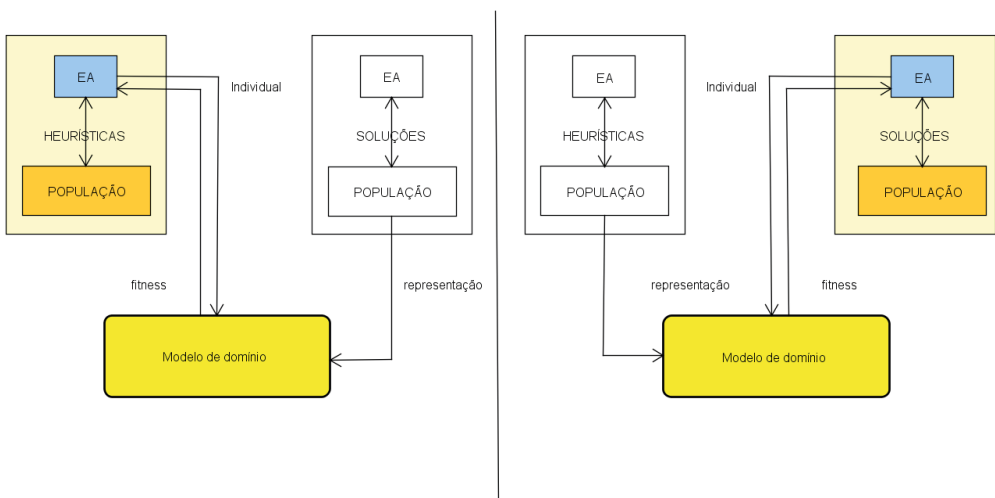 EA
Individual
HEURÍSTICAS
POPULAÇÃO
EA
SOLUÇÕES
POPULAÇÃO
fitness
representação
Modelo de domínio
EA
HEURÍSTICAS
POPULAÇÃO
Individual
EA
SOLUÇÕES
POPULAÇÃO
representação
fitness
Modelo de domínio